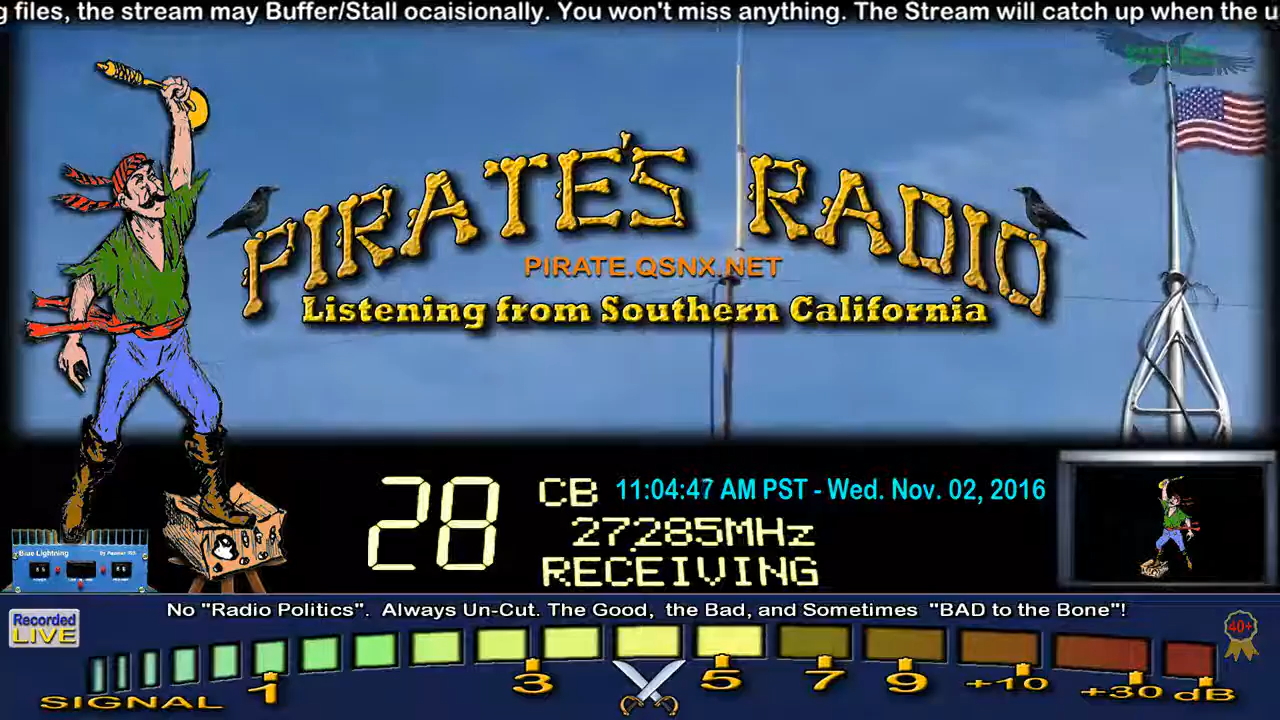 g files, the stream may Buffer/Stall ocaisionally. You won't miss anything. The Stream will catch up when the u
PIRATE'S RADIO
PIRATE.QSNX.NET
Listening from Southern California
28
CB
11:04:47 AM PST - Wed. Nov. 02, 2016
27.285MHz
RECEIVING
Blue Lightning
No "Radio Politics". Always Un-Cut. The Good, the Bad, and Sometimes "BAD to the Bone"!
Recorded
LIVE
40+
SIGNAL 1 3 5 7 9 +10 +30 dB